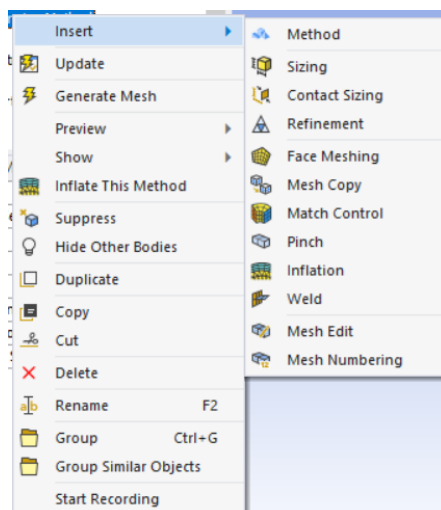 Insert
Update
Generate Mesh
Preview
Show
Inflate This Method
Suppress
Hide Other Bodies
Duplicate
Copy
Cut
Delete
Rename F2
Group Ctrl+G
Group Similar Objects
Start Recording
Method
Sizing
Contact Sizing
Refinement
Face Meshing
Mesh Copy
Match Control
Pinch
Inflation
Weld
Mesh Edit
Mesh Numbering